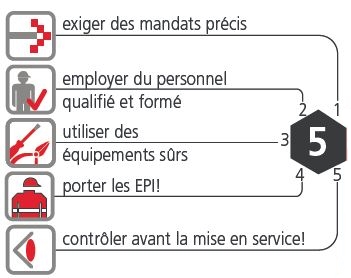 exiger des mandats précis
employer du personnel
qualifié et formé
utiliser des
équipements sûrs
porter les EPI!
contrôler avant la mise en service!
2 1
3 5
4 5